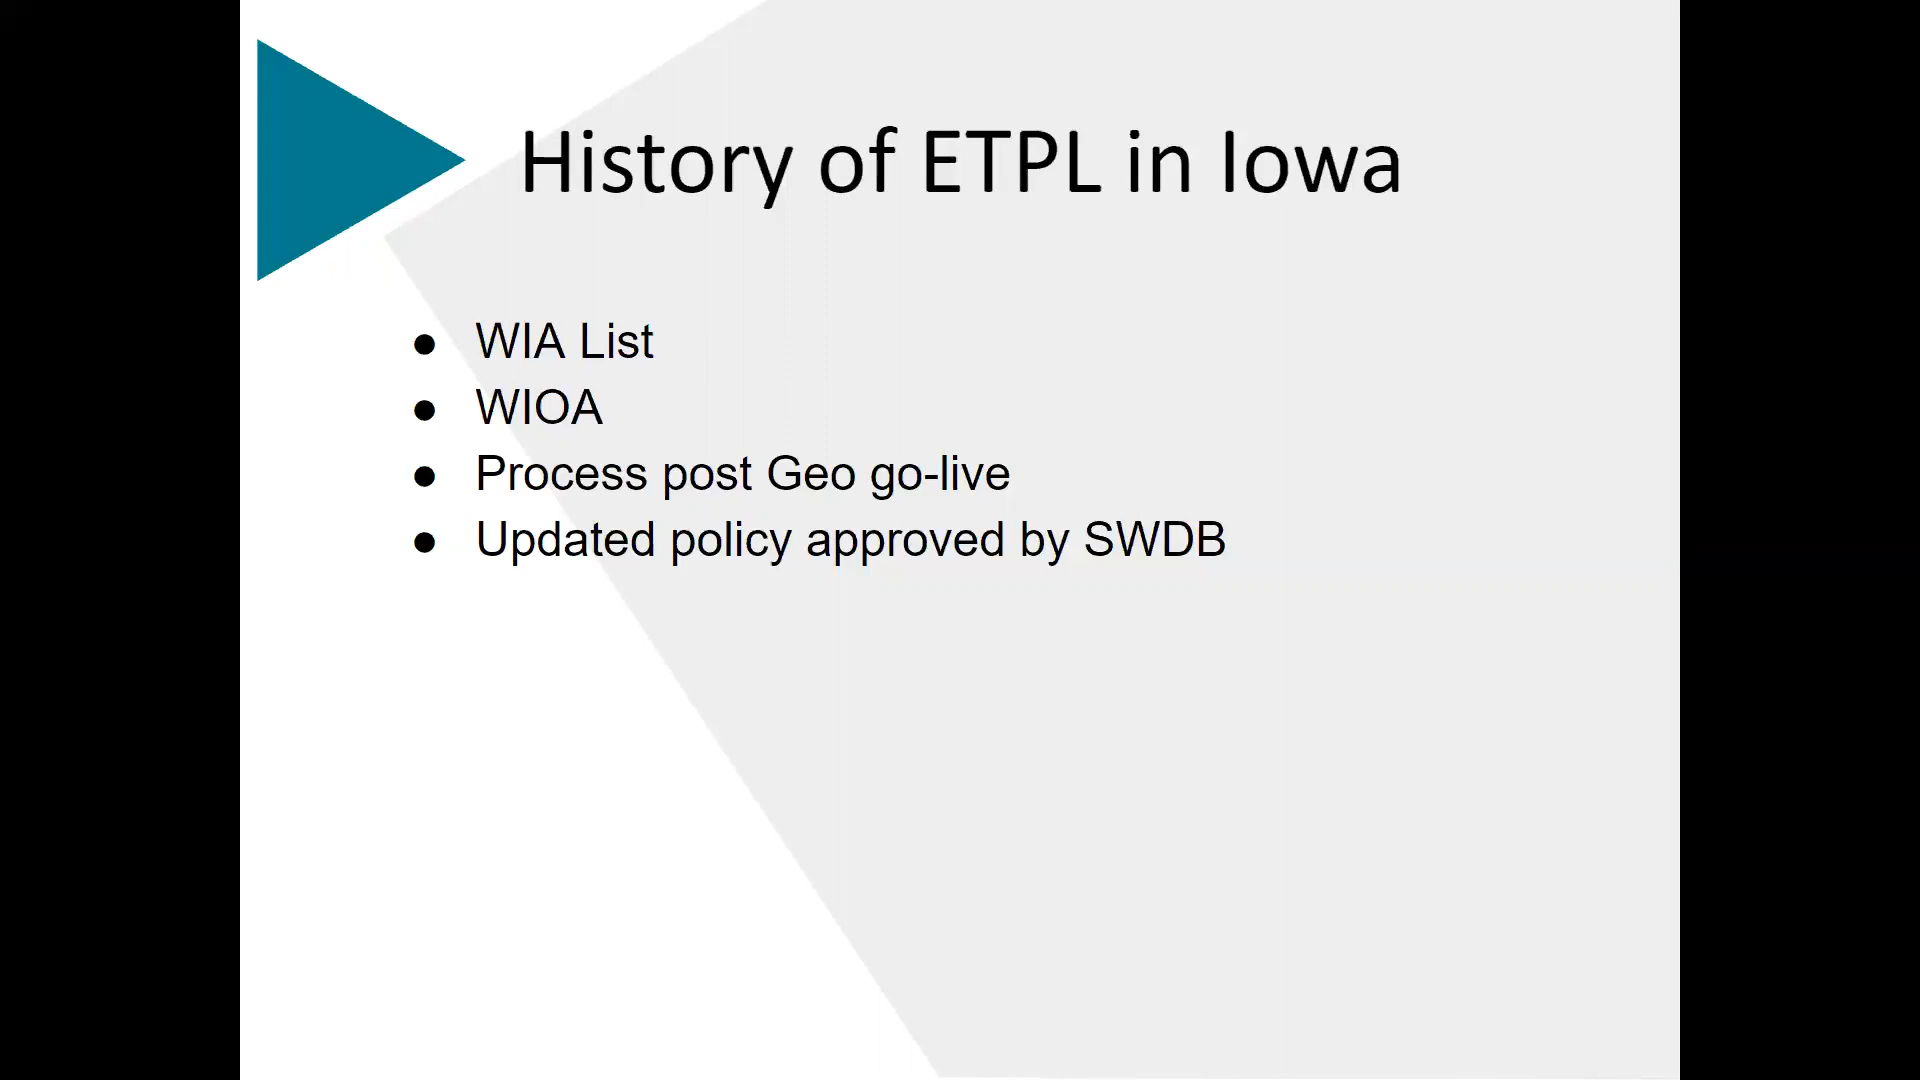 History of ETPL in Iowa
● WIA List
● WIOA
● Process post Geo go-live
● Updated policy approved by SWDB